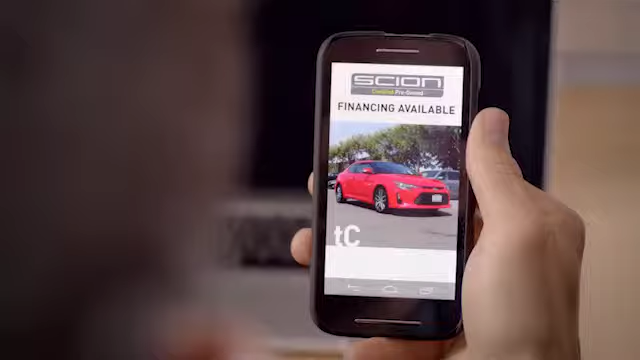 SCION
Certified Pre-Owned
FINANCING AVAILABLE
tC